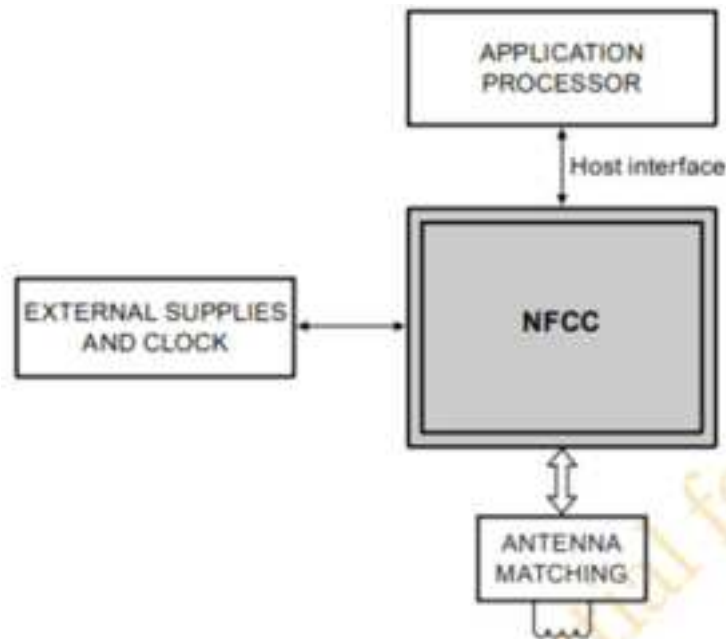 APPLICATION
PROCESSOR
Host interface
EXTERNAL SUPPLIES
AND CLOCK
NFCC
ANTENNA
MATCHING